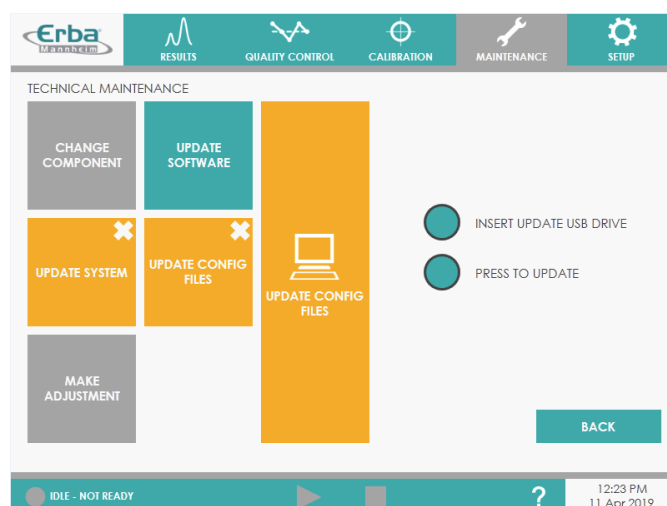 Erba
Mannheim
RESULTS
QUALITY CONTROL
CALIBRATION
MAINTENANCE
SETUP
TECHNICAL MAINTENANCE
CHANGE
COMPONENT
UPDATE
SOFTWARE
UPDATE SYSTEM
UPDATE CONFIG
FILES
UPDATE CONFIG
FILES
INSERT UPDATE USB DRIVE
PRESS TO UPDATE
MAKE
ADJUSTMENT
BACK
IDLE - NOT READY
?
12:23 PM
11 Apr 2019